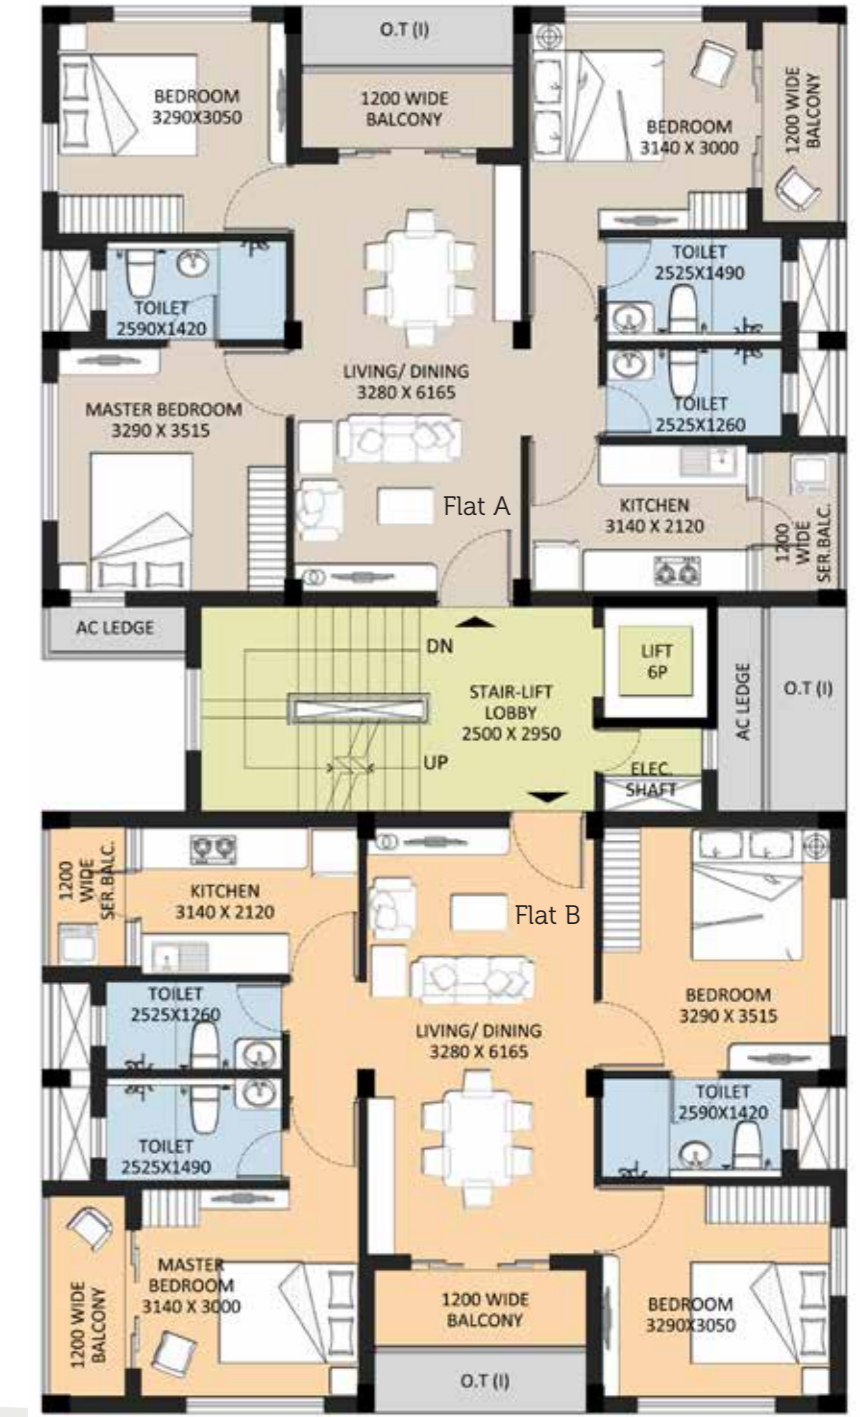 O.T (I)
BEDROOM
3290X3050
1200 WIDE
BALCONY
BEDROOM
3140 X 3000
1200 WIDE
BALCONY
TOILET
2590X1420
TOILET
2525X1490
LIVING/ DINING
3280 X 6165
MASTER BEDROOM
3290 X 3515
TOILET
2525X1260
Flat A
KITCHEN
3140 X 2120
1200
WIDE
SER.BALC.
AC LEDGE
DN
STAIR-LIFT
LOBBY
2500 X 2950
UP
LIFT
6P
AC LEDGE
O.T (I)
ELEC.
SHAFT
1200
WIDE
SER.BALC.
KITCHEN
3140 X 2120
Flat B
TOILET
2525X1260
LIVING/ DINING
3280 X 6165
BEDROOM
3290 X 3515
TOILET
2525X1490
TOILET
2590X1420
1200 WIDE
BALCONY
MASTER
BEDROOM
3140 X 3000
1200 WIDE
BALCONY
BEDROOM
3290X3050
O.T (I)